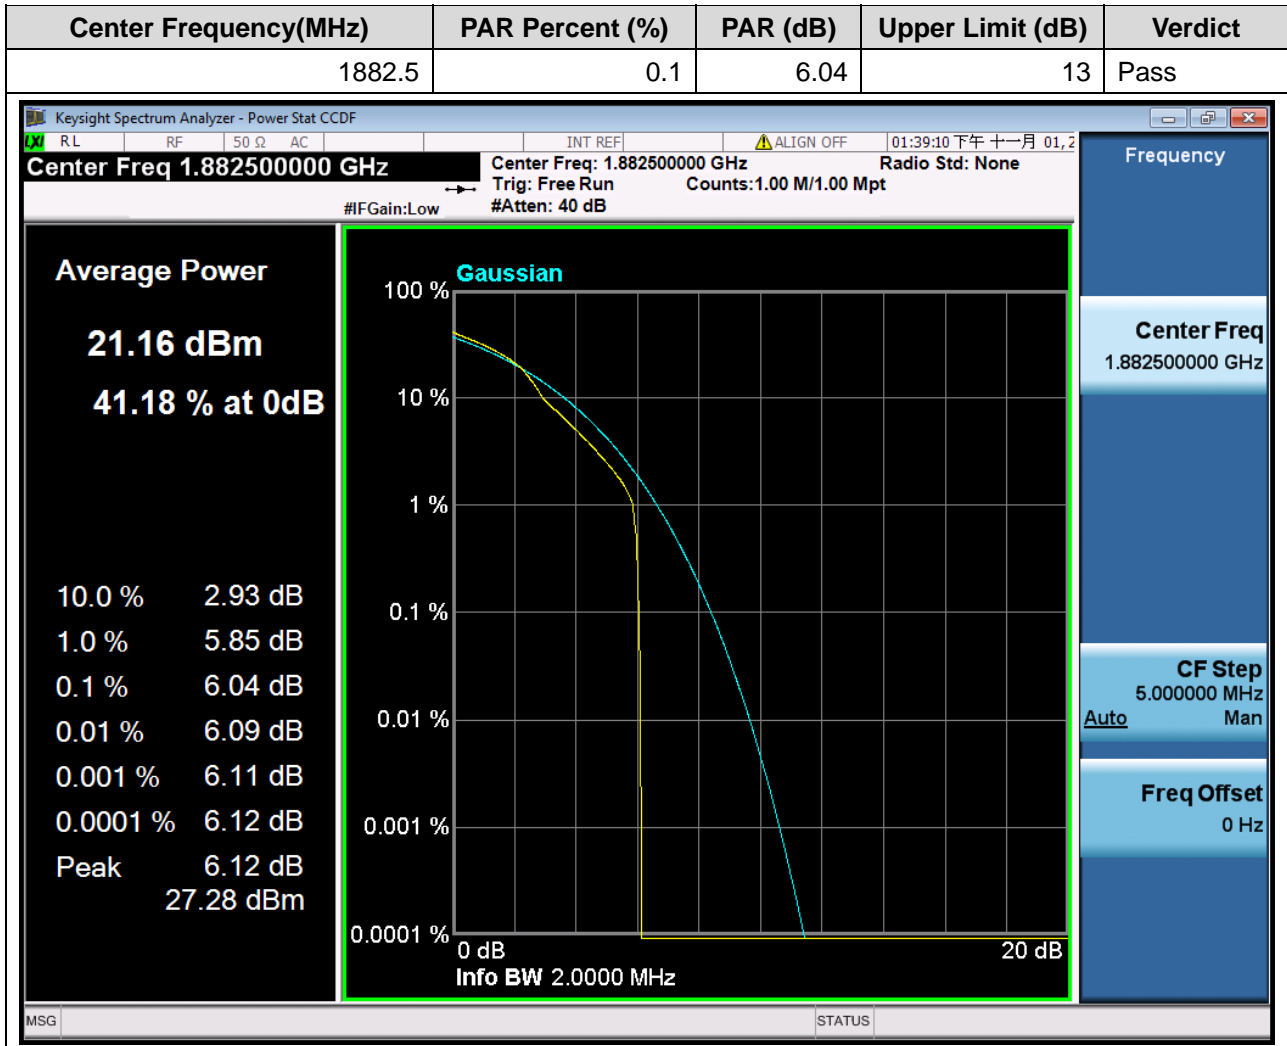 Center Frequency(MHz) PAR Percent (%) PAR (dB) Upper Limit (dB) Verdict
1882.5 0.1 6.04 13 Pass
Keysight Spectrum Analyzer - Power Stat CCDF
LXI RL RF 50 Ω AC INT REF ALIGN OFF 01:39:10 下午 十一月 01, 2
Center Freq 1.882500000 GHz
Center Freq: 1.882500000 GHz Radio Std: None
Trig: Free Run Counts:1.00 M/1.00 Mpt
#IFGain:Low #Atten: 40 dB
Average Power
21.16 dBm
41.18 % at 0dB
10.0 % 2.93 dB
1.0 % 5.85 dB
0.1 % 6.04 dB
0.01 % 6.09 dB
0.001 % 6.11 dB
0.0001 % 6.12 dB
Peak 6.12 dB
27.28 dBm
Gaussian
100 %
10 %
1 %
0.1 %
0.01 %
0.001 %
0.0001 %
0 dB 20 dB
Info BW 2.0000 MHz
Frequency
Center Freq
1.882500000 GHz
CF Step
5.000000 MHz
Auto Man
Freq Offset
0 Hz
MSG STATUS